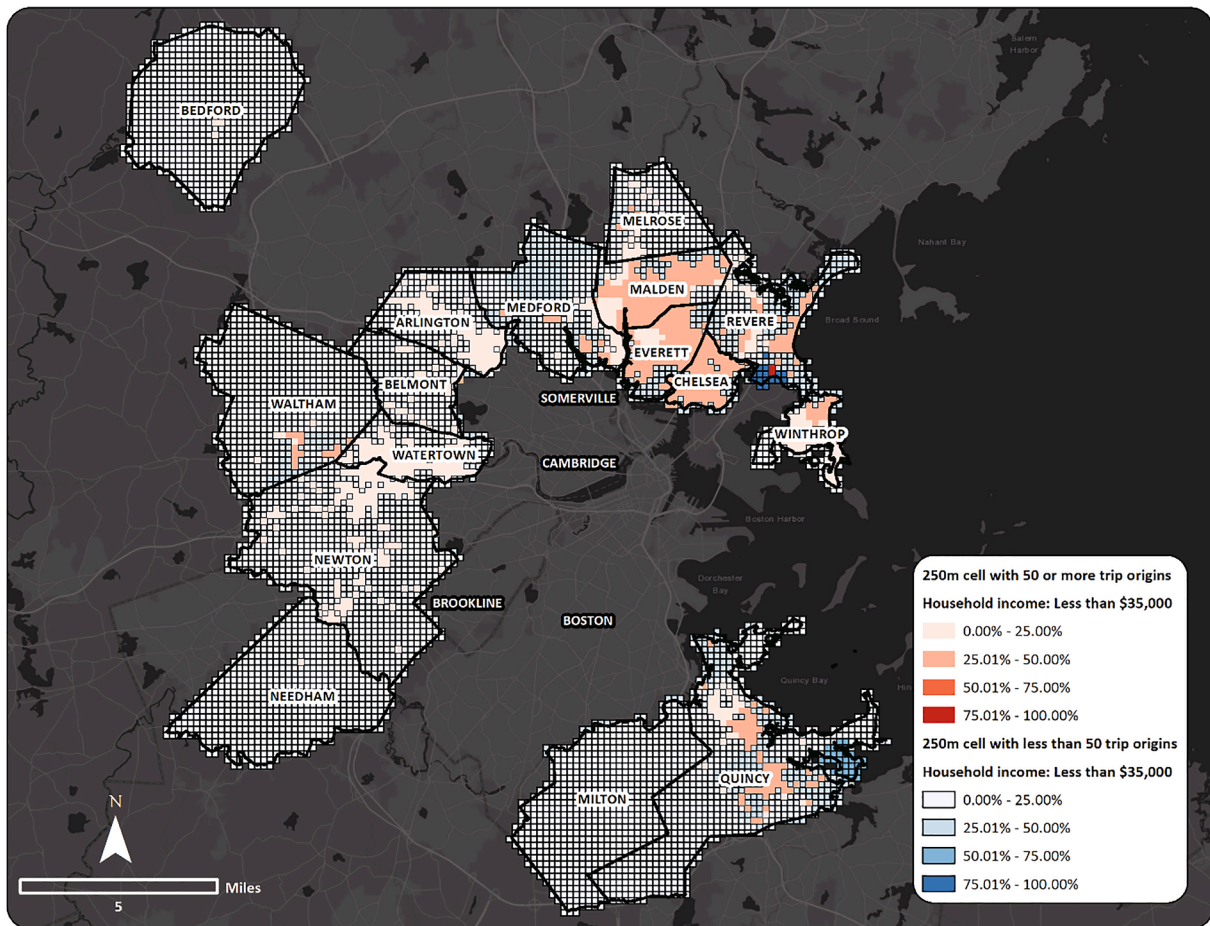 Salem
Harbor
BEDFORD
MELROSE
Nahant Bay
MALDEN
MEDFORD
ARLINGTON
REVERE
Broad Sound
EVERETT
BELMONT
CHELSEA
SOMERVILLE
WALTHAM
WINTHROP
WATERTOWN
CAMBRIDGE
Boston Harbor
NEWTON
Dorchester
Bay
BROOKLINE
BOSTON
Quincy Bay
Hin
NEEDHAM
QUINCY
MILTON
N
Miles
5
250m cell with 50 or more trip origins
Household income: Less than $35,000
0.00% - 25.00%
25.01% - 50.00%
50.01% - 75.00%
75.01% - 100.00%
250m cell with less than 50 trip origins
Household income: Less than $35,000
0.00% - 25.00%
25.01% - 50.00%
50.01% - 75.00%
75.01% - 100.00%